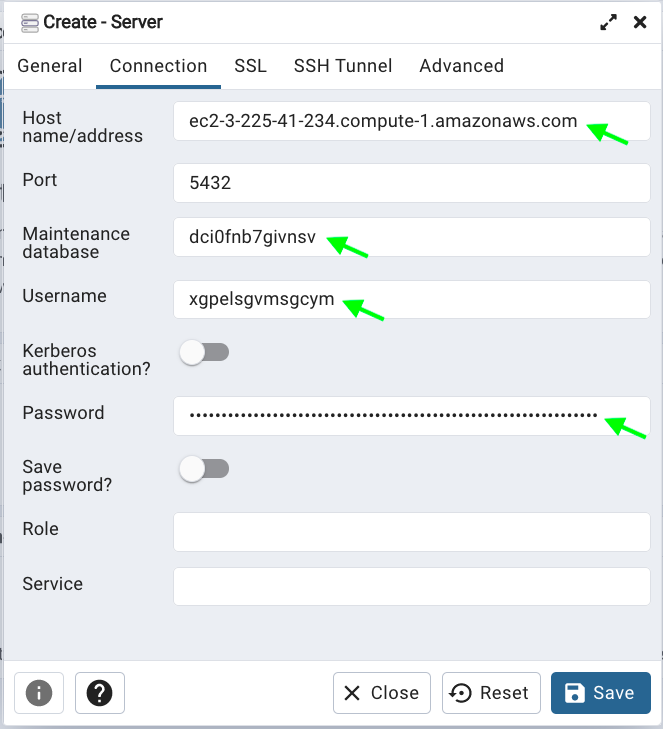 Create - Server
General Connection SSL SSH Tunnel Advanced
Host
name/address
ec2-3-225-41-234.compute-1.amazonaws.com
Port
5432
Maintenance
database
dci0fnb7givnsv
Username
xgpelsgvmsgcym
Kerberos
authentication?
Password
Save
password?
Role
Service
Close Reset Save